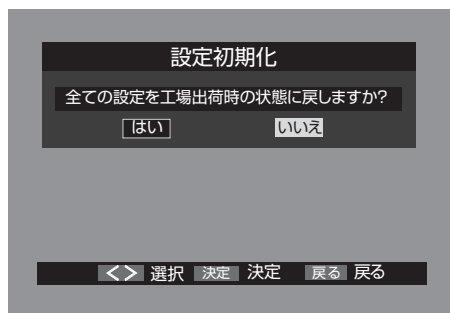 設定初期化
全ての設定を工場出荷時の状態に戻しますか?
はい いいえ
<> 選択 決定 決定 戻る 戻る